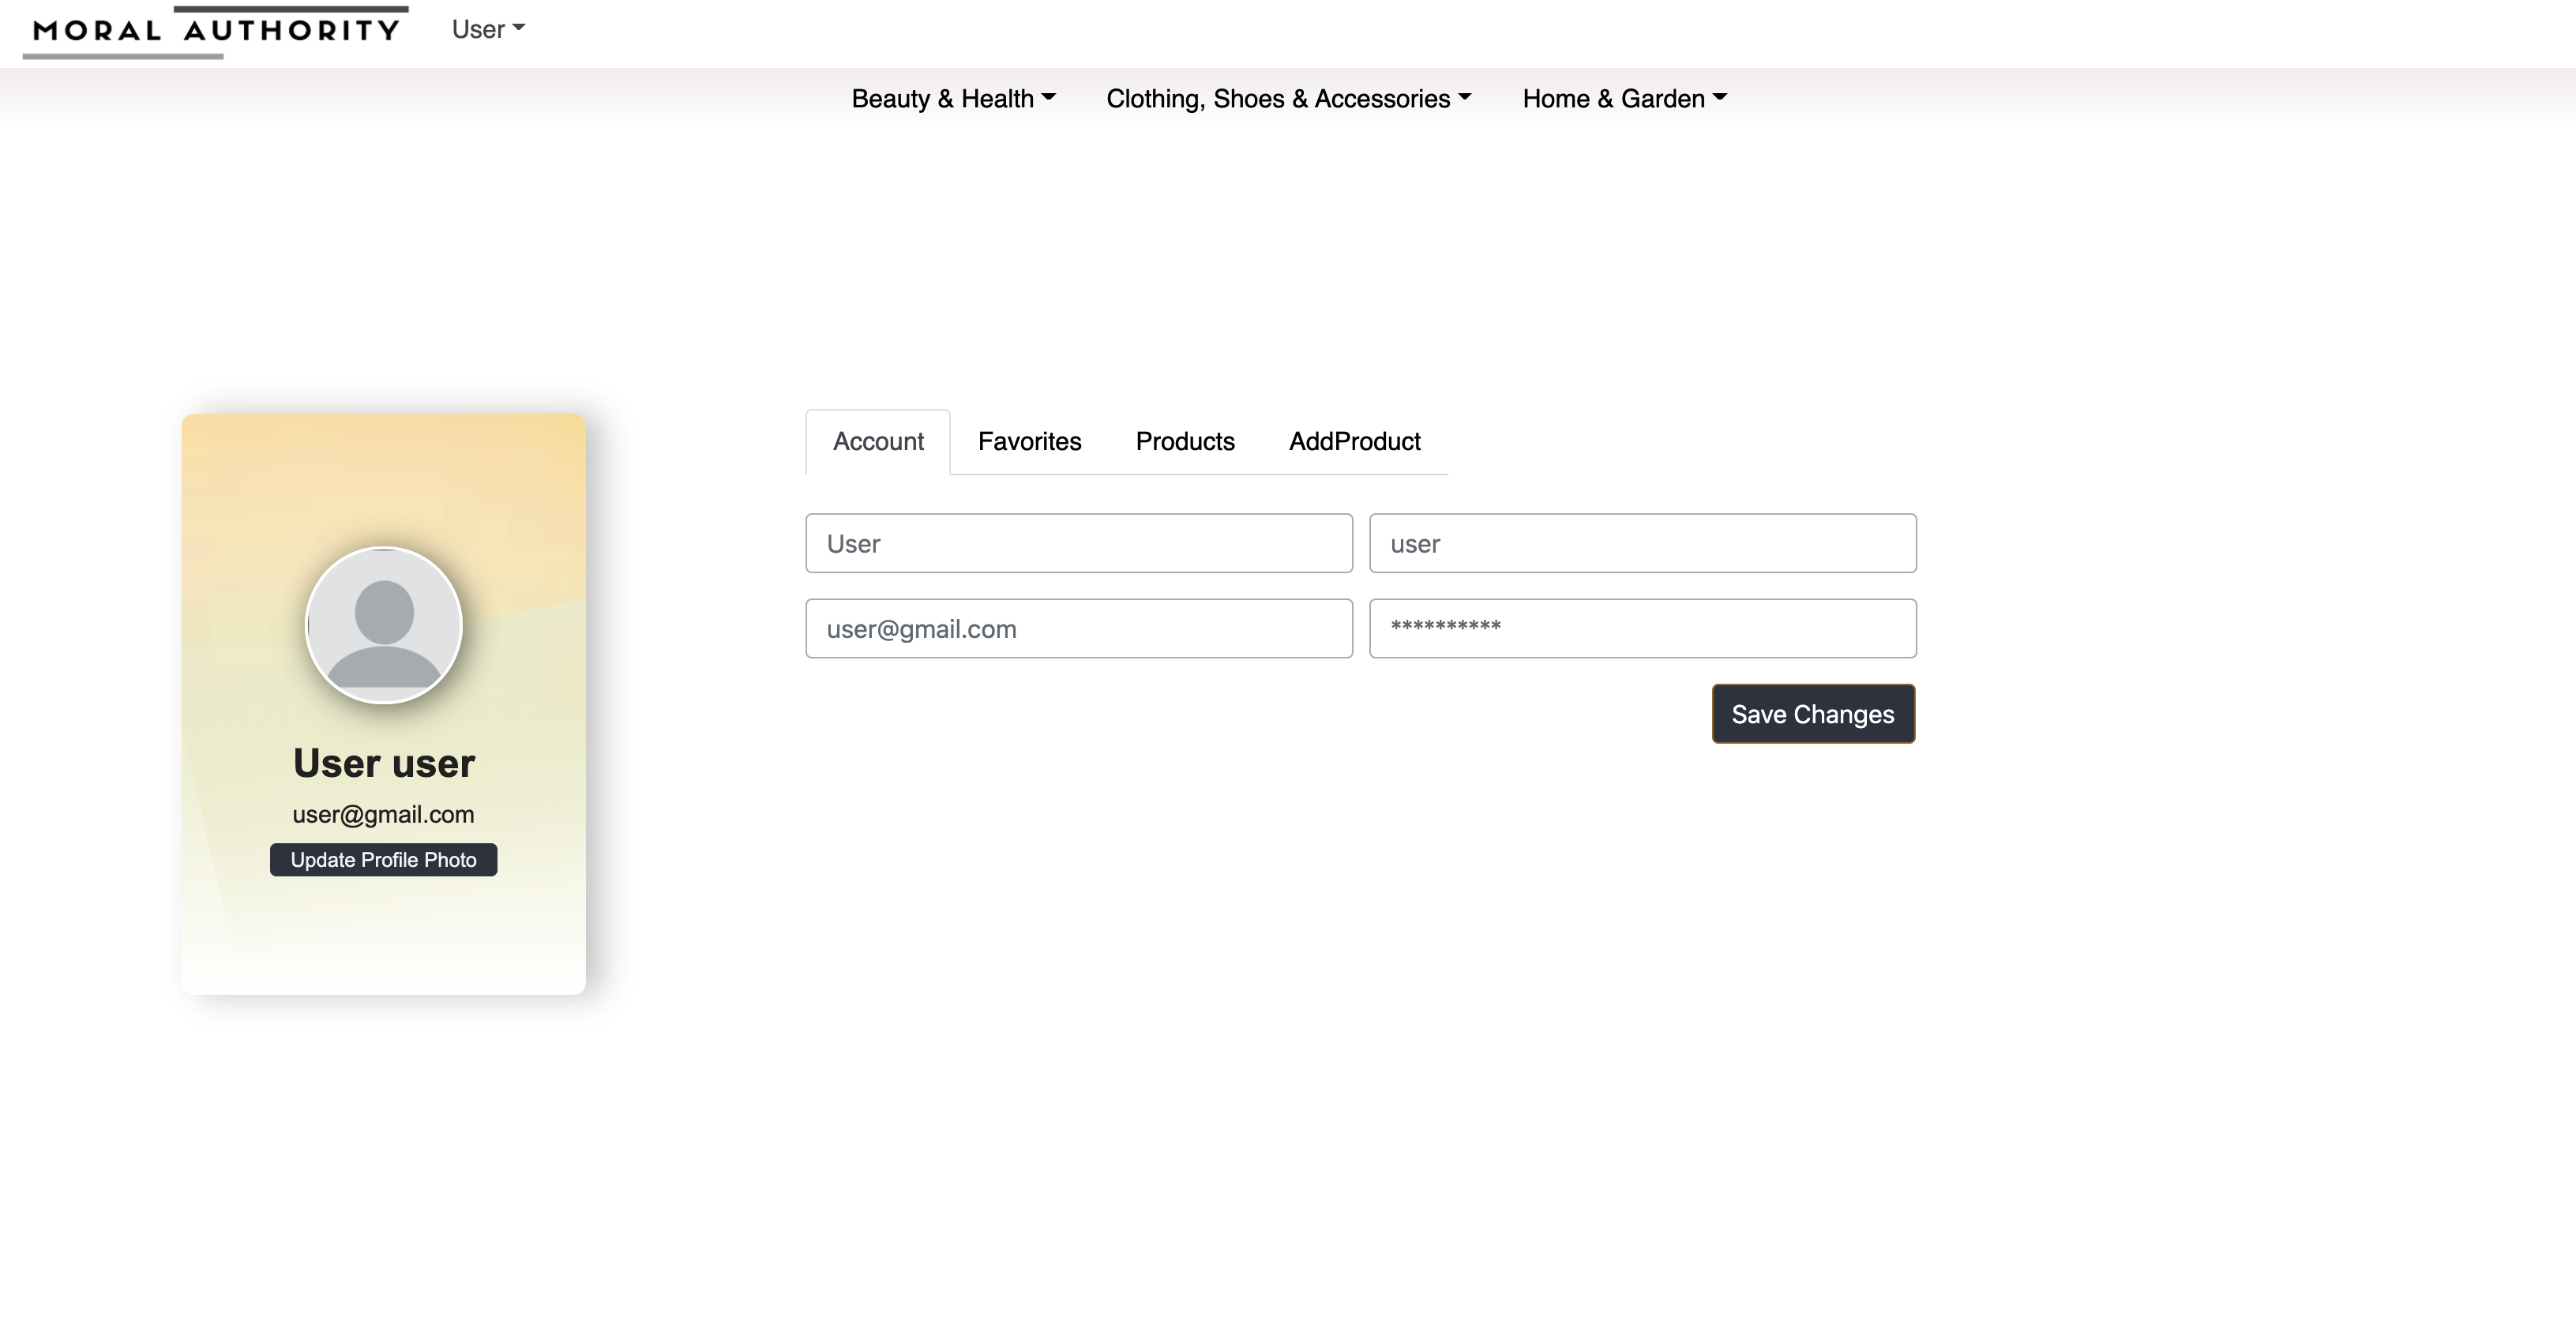 MORAL AUTHORITY User
Beauty & Health Clothing, Shoes & Accessories Home & Garden
Account Favorites Products AddProduct
User user
user@gmail.com **********
Save Changes
User user
user@gmail.com
Update Profile Photo